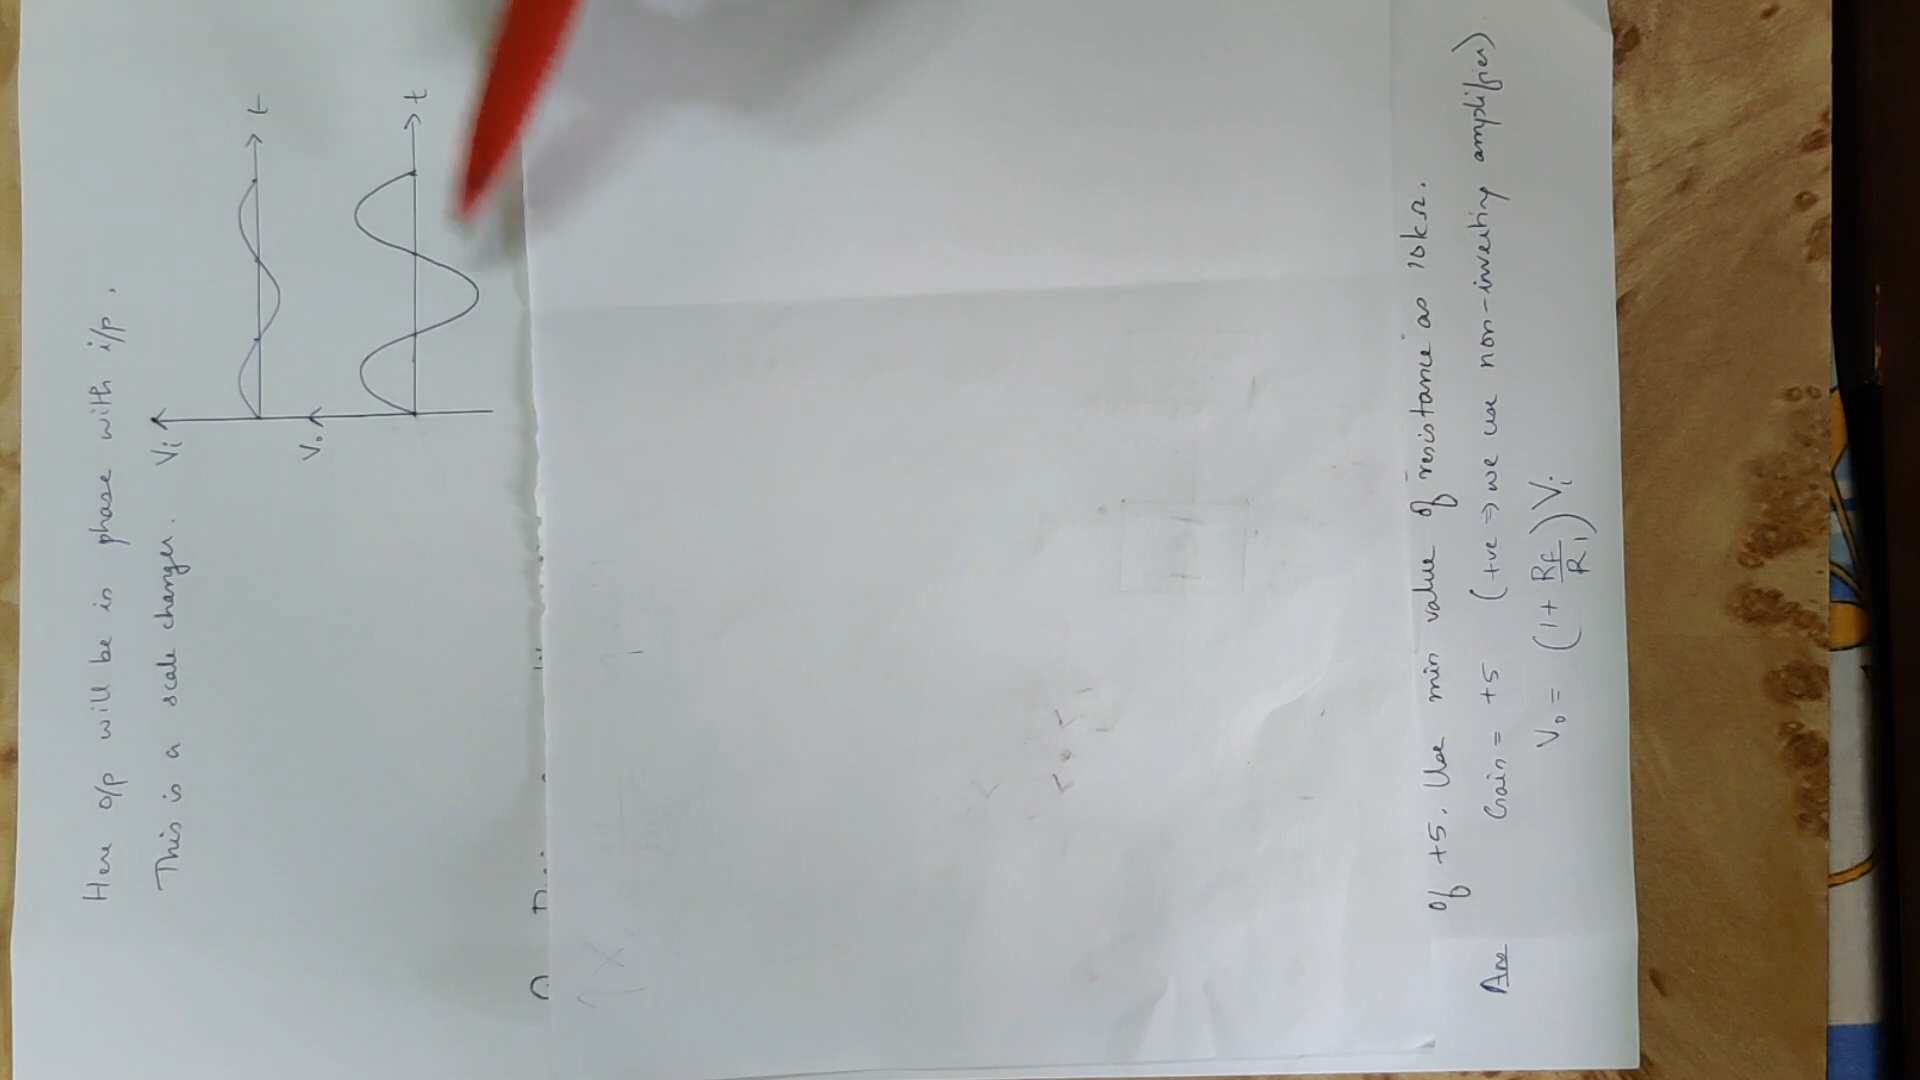 Here o/p will be in phase with i/p.
This is a scale changer.
Vi
t
Vo
t
of +5. Use min value of resistance as 10kΩ.
Ans Gain = +5 (+ve ⇒ we use non-inverting amplifier)
Vo = (1 + Rf/R1) Vi